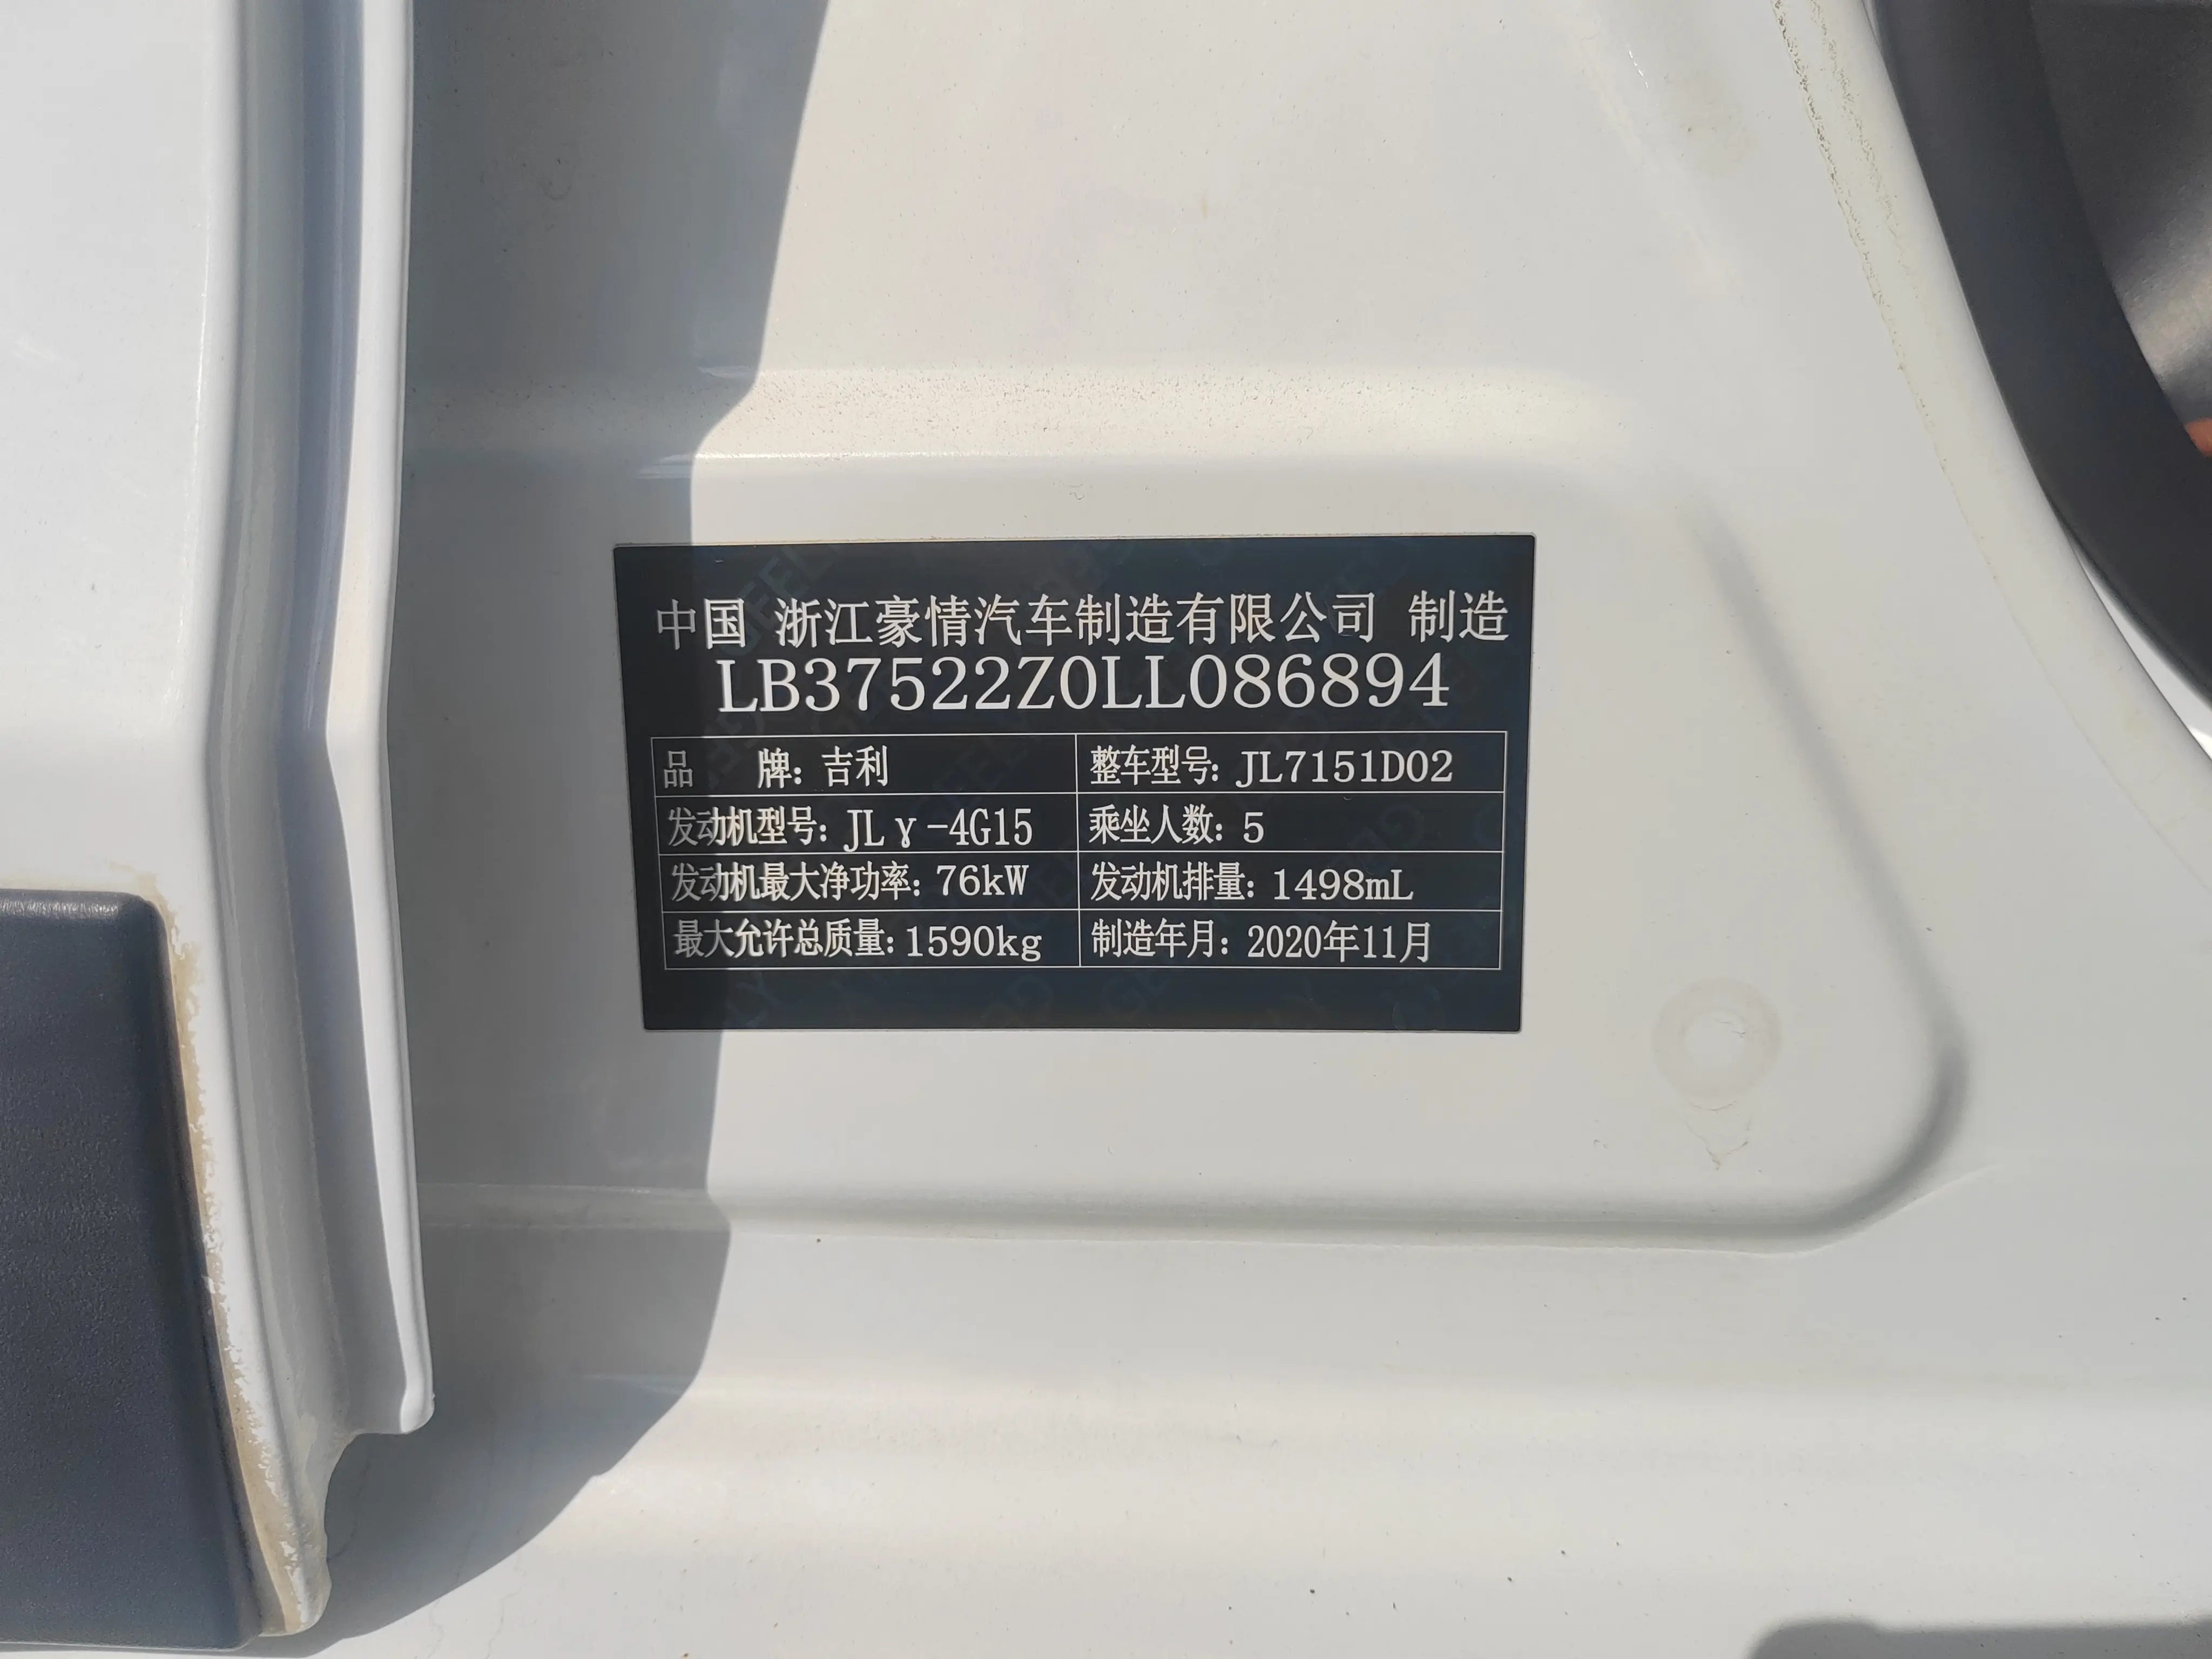 中国 浙江豪情汽车制造有限公司 制造
LB37522Z0LL086894
品 牌: 吉利 整车型号: JL7151D02
发动机型号: JLγ-4G15 乘坐人数: 5
发动机最大净功率: 76kW 发动机排量: 1498mL
最大允许总质量: 1590kg 制造年月: 2020年11月